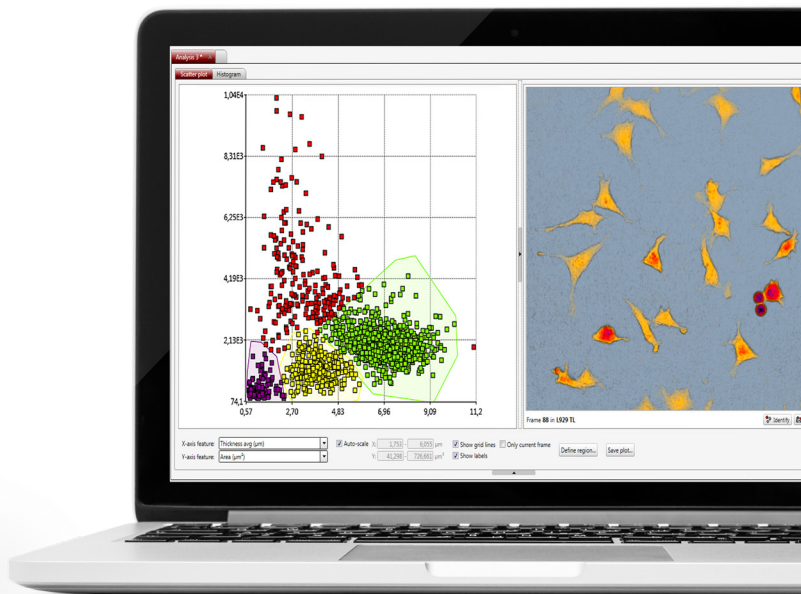 Analysis 3 *
Scatter plot Histogram
1,04E4
8,31E3
6,25E3
4,19E3
2,13E3
74,1
0,57 2,70 4,83 6,96 9,09 11,2
Frame 88 in L929 TL
Identify
X-axis feature: Thickness avg (µm) Auto-scale X: 1,753 - 6,955 µm Show grid lines Only current frame
Y-axis feature: Area (µm²) Y: 41,298 - 726,661 µm² Show labels
Define region... Save plot...